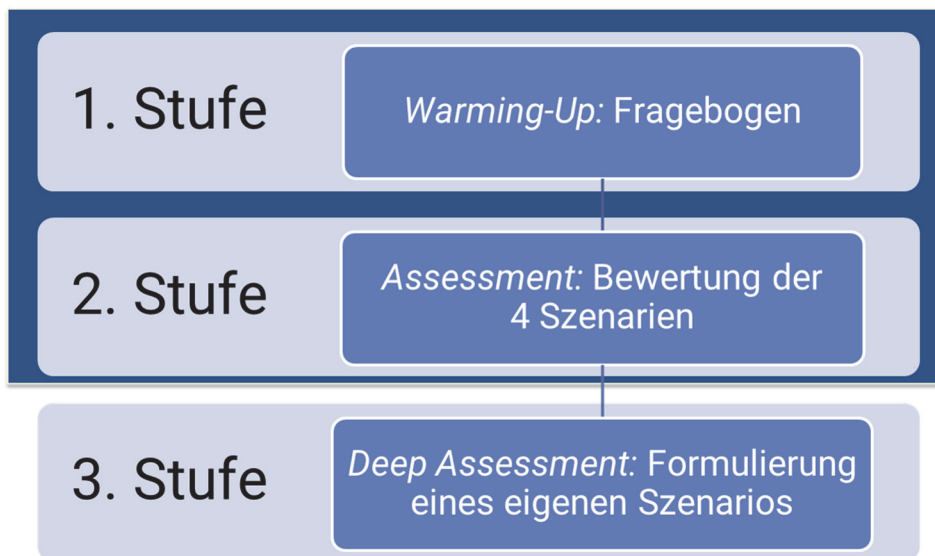 1. Stufe
Warming-Up: Fragebogen
2. Stufe
Assessment: Bewertung der
4 Szenarien
3. Stufe
Deep Assessment: Formulierung
eines eigenen Szenarios